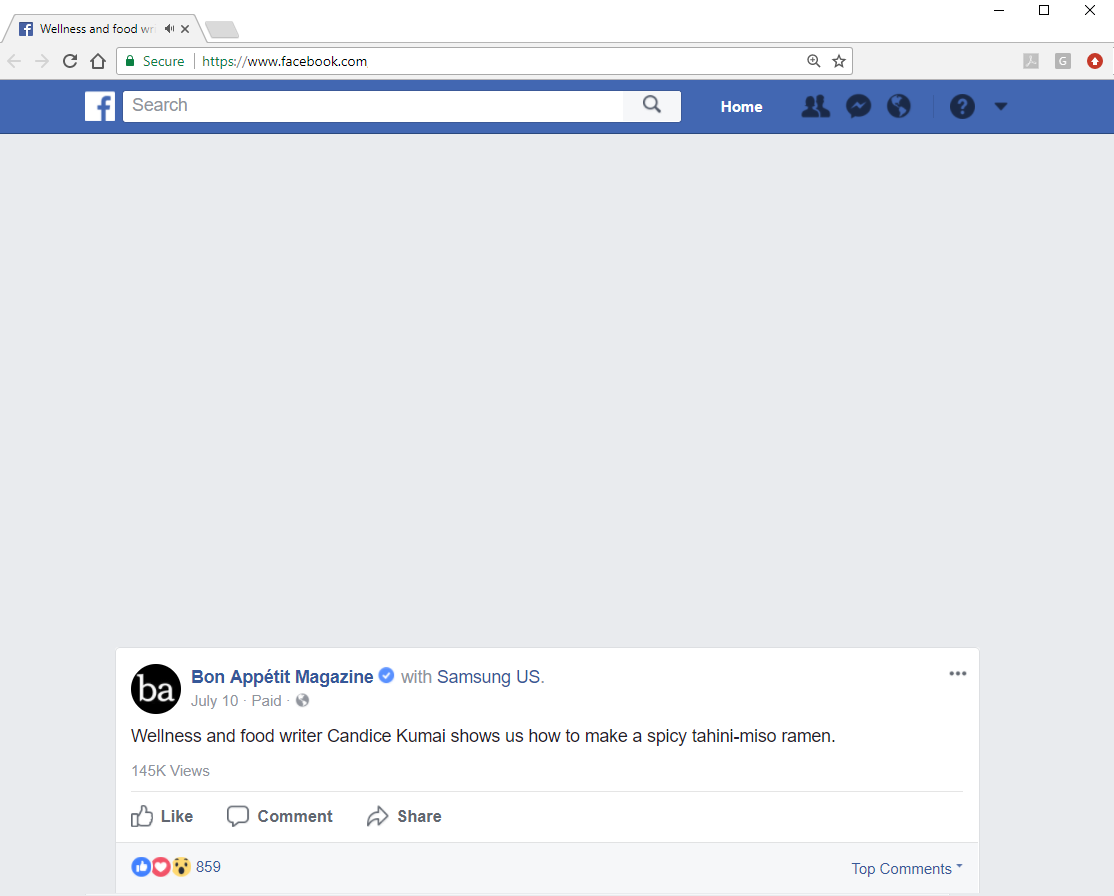 Wellness and food wri
Secure https://www.facebook.com
G
Search
Home
ba
Bon Appétit Magazine with Samsung US.
July 10 · Paid ·
Wellness and food writer Candice Kumai shows us how to make a spicy tahini-miso ramen.
145K Views
Like Comment Share
859
Top Comments